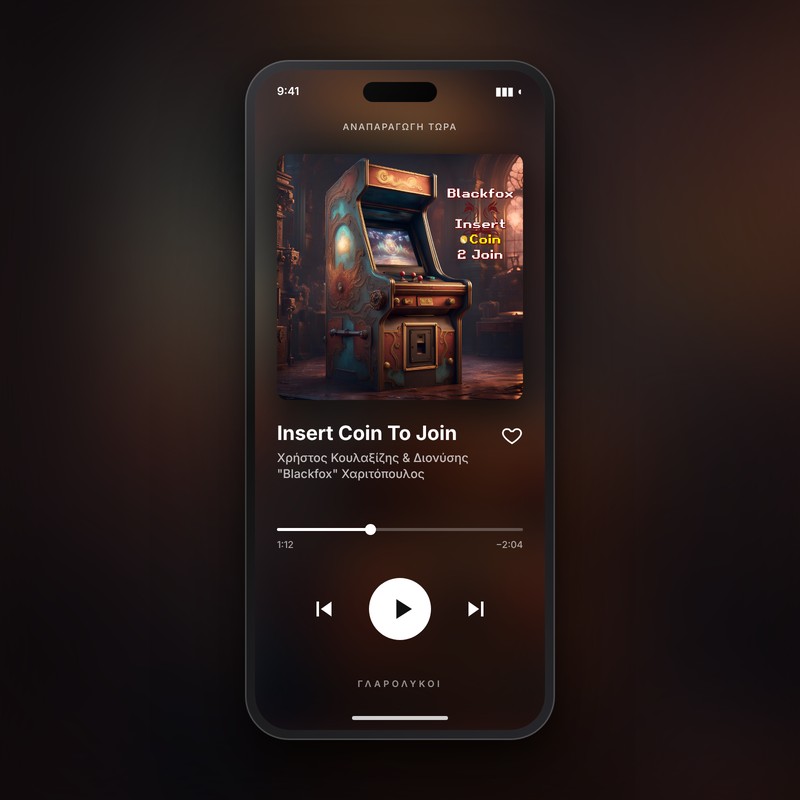 9:41
ΑΝΑΠΑΡΑΓΩΓΗ ΤΩΡΑ
Blackfox
Insert
Coin
2 Join
Insert Coin To Join
Χρήστος Κουλαξίζης & Διονύσης
"Blackfox" Χαριτόπουλος
1:12
−2:04
ΓΛΑΡΟΛΥΚΟΙ